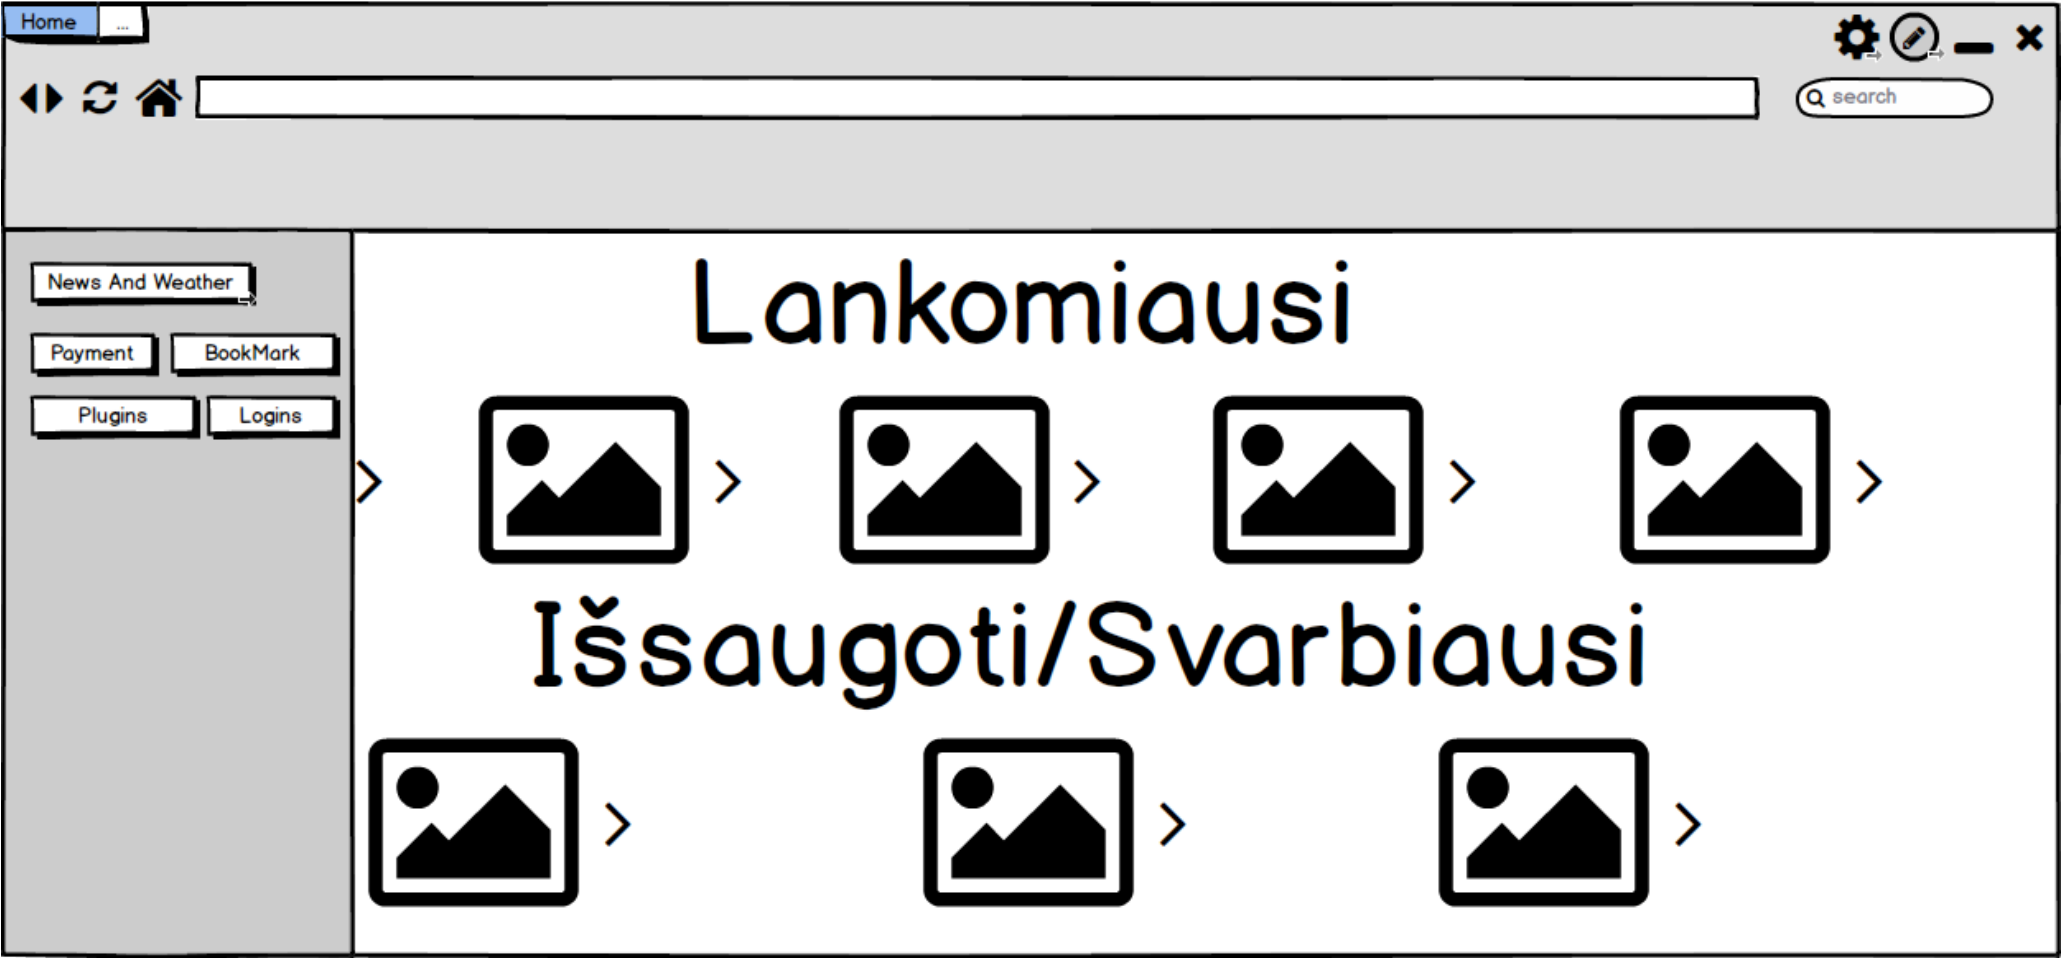 Home ...
search
News And Weather
Payment BookMark
Plugins Logins
Lankomiausi
Išsaugoti/Svarbiausi